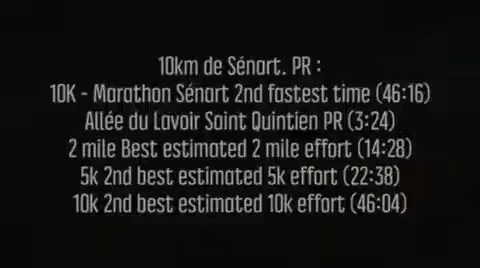 10km de Sénart. PR :
10K - Marathon Sénart 2nd fastest time (46:16)
Allée du Lavoir Saint Quintien PR (3:24)
2 mile Best estimated 2 mile effort (14:28)
5k 2nd best estimated 5k effort (22:38)
10k 2nd best estimated 10k effort (46:04)